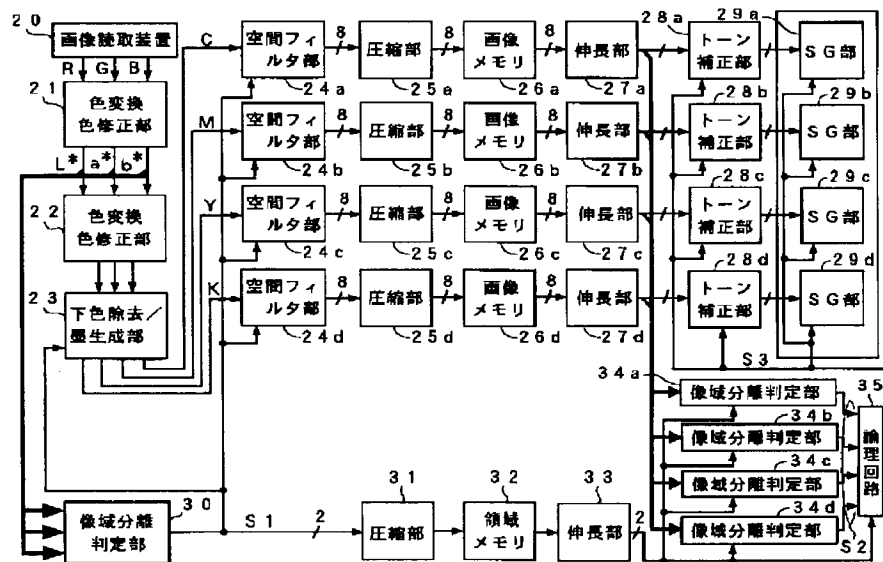 20
画像読取装置
R G B
21
色変換
色修正部
L* a* b*
22
色変換
色修正部
23
下色除去／
墨生成部
C
空間フィ
ルタ部
24a
8
圧縮部
25a
8
画像
メモリ
26a
8
伸長部
27a
28a
トーン
補正部
29a
SG部
M
空間フィ
ルタ部
24b
8
圧縮部
25b
8
画像
メモリ
26b
8
伸長部
27b
28b
トーン
補正部
29b
SG部
Y
空間フィ
ルタ部
24c
8
圧縮部
25c
8
画像
メモリ
26c
8
伸長部
27c
28c
トーン
補正部
29c
SG部
K
空間フィ
ルタ部
24d
8
圧縮部
25d
8
画像
メモリ
26d
8
伸長部
27d
28d
トーン
補正部
29d
SG部
S3
34a
像域分離判定部
34b
像域分離判定部
34c
像域分離判定部
34d
像域分離判定部
35
論理回路
S2
30
像域分離
判定部
S1
2
31
圧縮部
32
領域
メモリ
33
伸長部
2